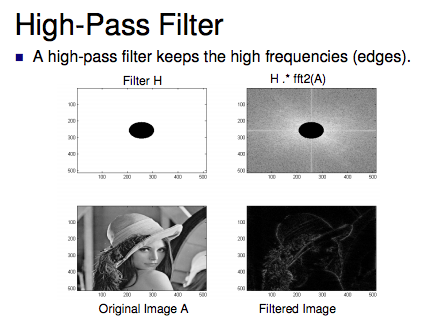 High-Pass Filter
A high-pass filter keeps the high frequencies (edges).
Filter H
H .* fft2(A)
100
200
300
400
500
100 200 300 400 500
100
200
300
400
500
100 200 300 400 500
100
200
300
400
500
100 200 300 400 500
100
200
300
400
500
100 200 300 400 500
Original Image A
Filtered Image